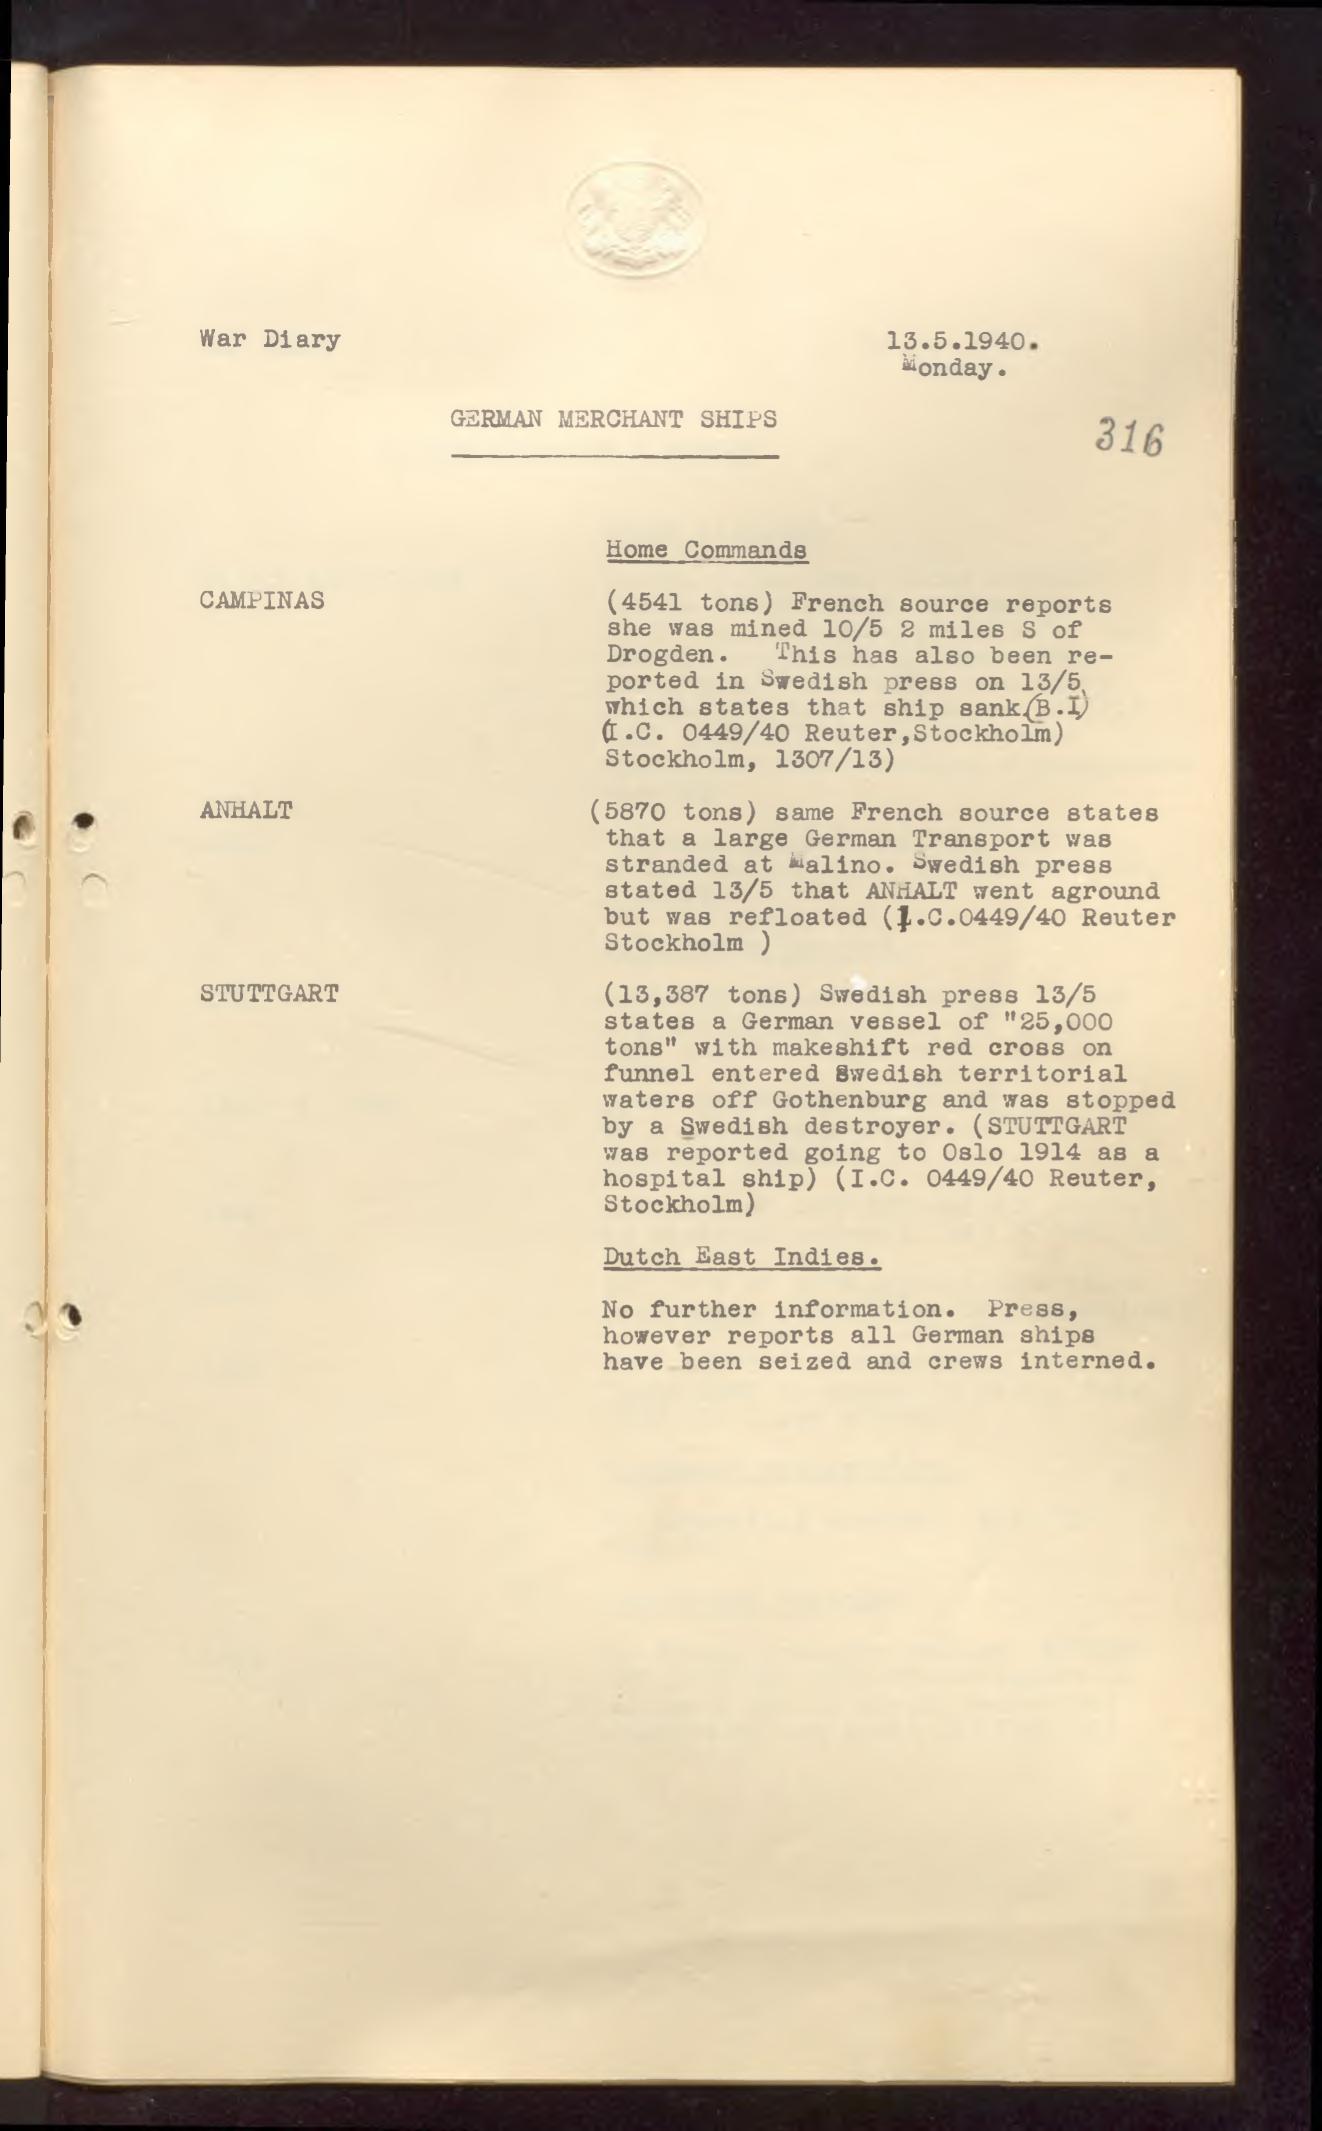 War Diary
13.5.1940.
Monday.
GERMAN MERCHANT SHIPS
316
Home Commands
CAMPINAS
(4541 tons) French source reports
she was mined 10/5 2 miles S of
Drogden. This has also been re-
ported in Swedish press on 13/5,
which states that ship sank.(B.I)
(I.C. 0449/40 Reuter,Stockholm)
Stockholm, 1307/13)
ANHALT
(5870 tons) same French source states
that a large German Transport was
stranded at Malino. Swedish press
stated 13/5 that ANHALT went aground
but was refloated (I.C.0449/40 Reuter
Stockholm )
STUTTGART
(13,387 tons) Swedish press 13/5
states a German vessel of "25,000
tons" with makeshift red cross on
funnel entered Swedish territorial
waters off Gothenburg and was stopped
by a Swedish destroyer. (STUTTGART
was reported going to Oslo 1914 as a
hospital ship) (I.C. 0449/40 Reuter,
Stockholm)
Dutch East Indies.
No further information. Press,
however reports all German ships
have been seized and crews interned.